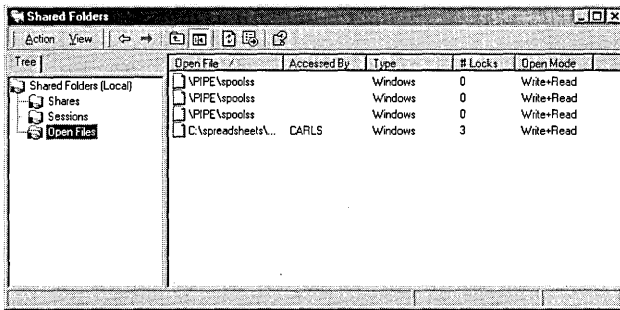 Shared Folders
Action View
Tree
Shared Folders (Local)
Shares
Sessions
Open Files
Open File Accessed By Type # Locks Open Mode
\PIPE\spoolss Windows 0 Write+Read
\PIPE\spoolss Windows 0 Write+Read
\PIPE\spoolss Windows 0 Write+Read
C:\spreadsheets\... CARLS Windows 3 Write+Read